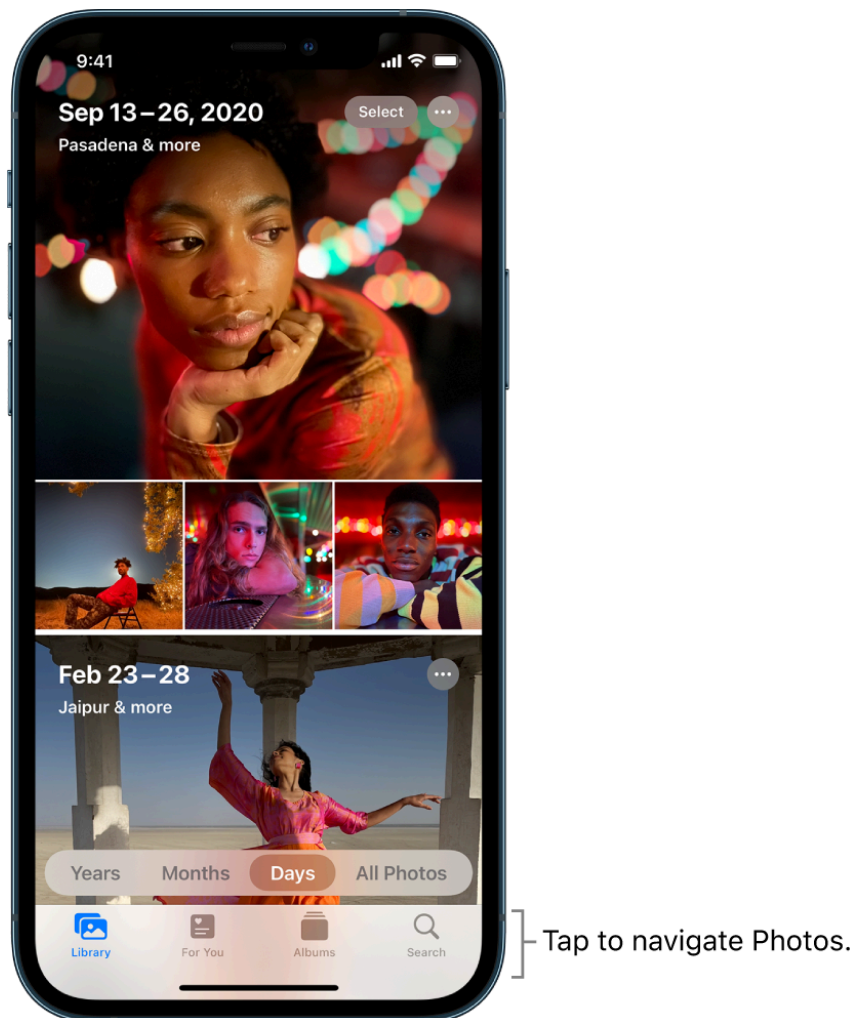 9:41
Sep 13–26, 2020
Select
Pasadena & more
Feb 23–28
Jaipur & more
Years Months Days All Photos
Library For You Albums Search
Tap to navigate Photos.